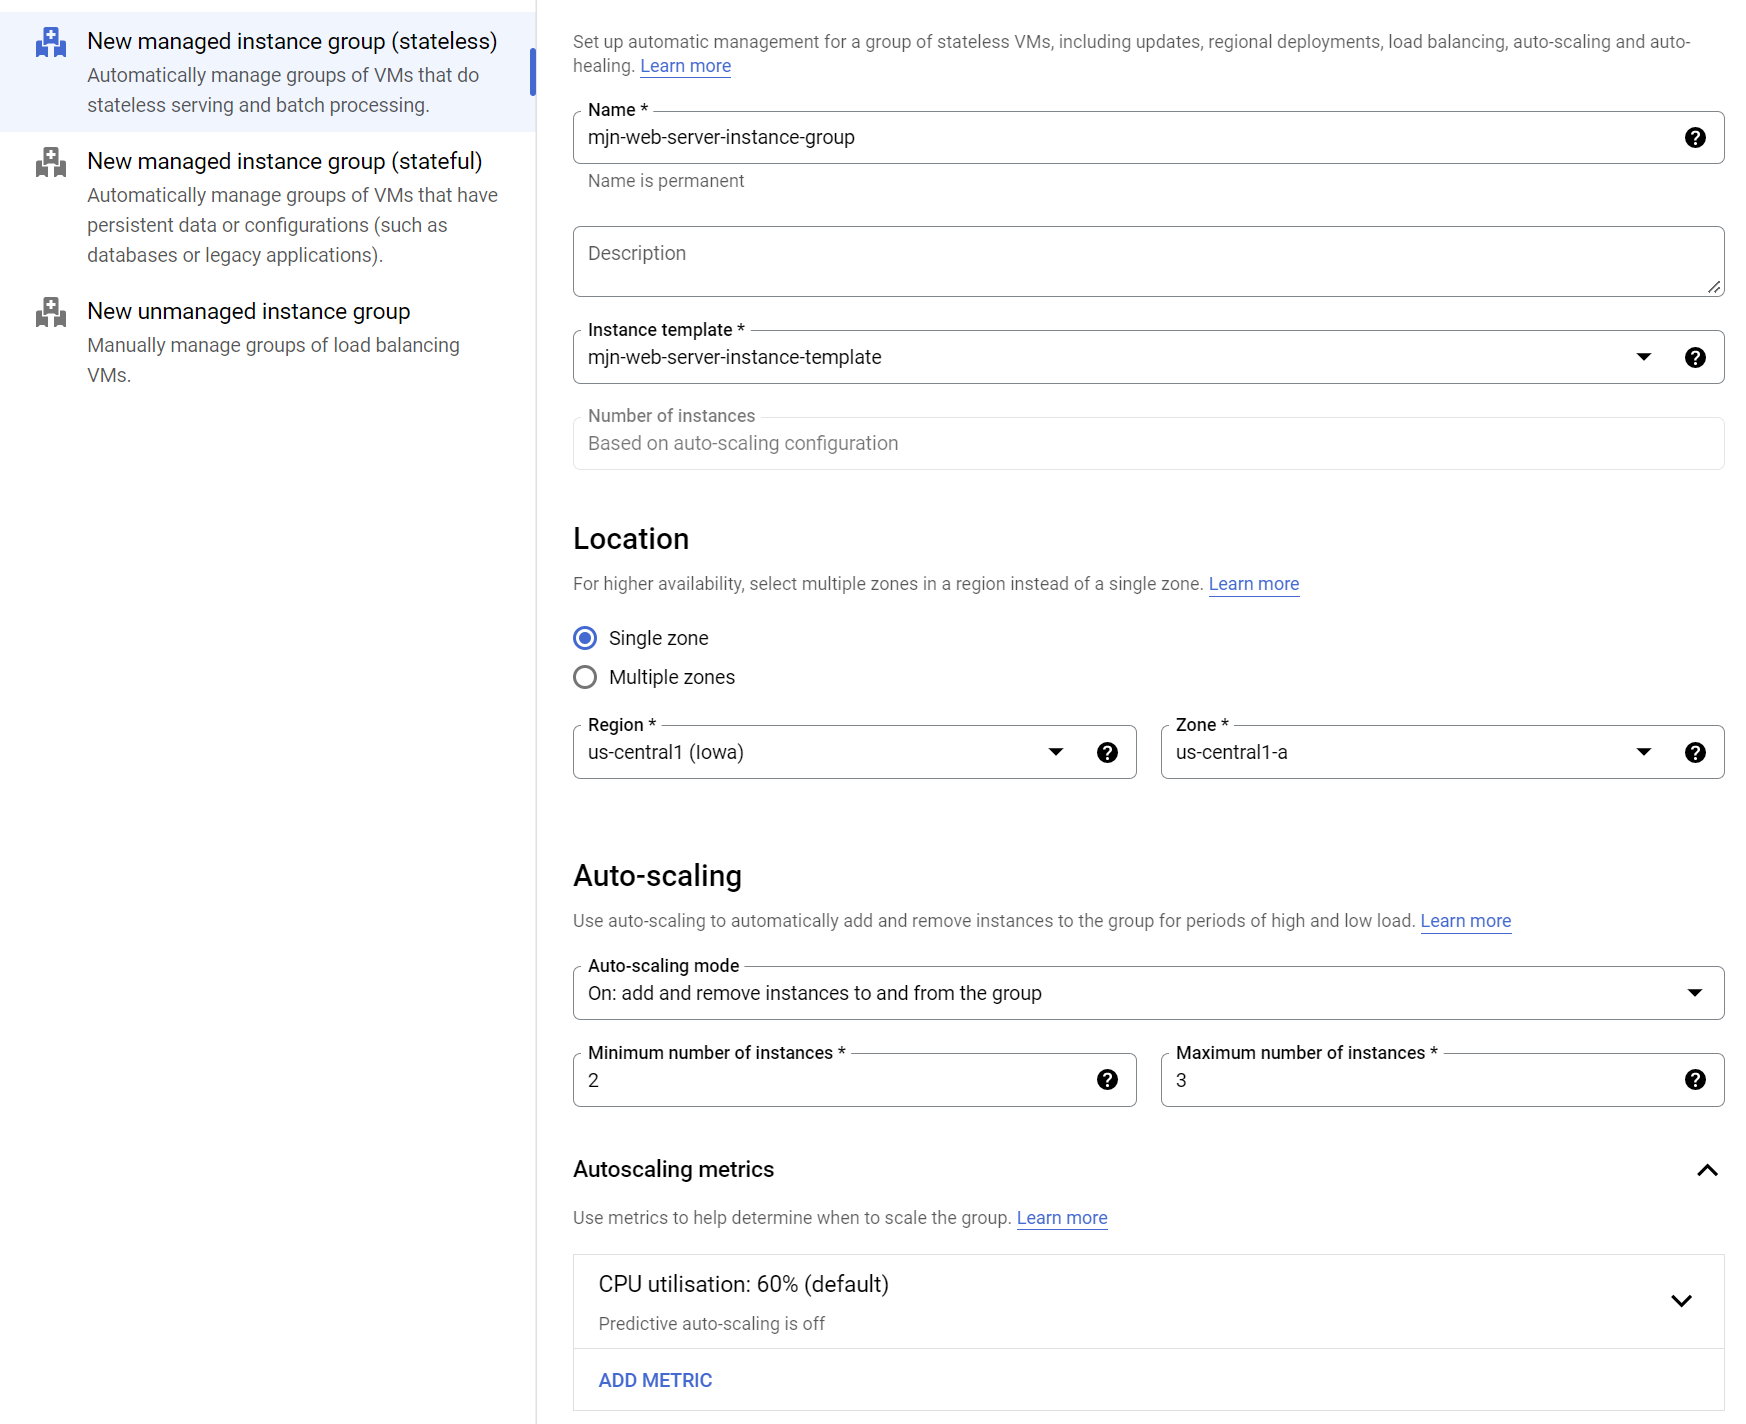 New managed instance group (stateless)
Automatically manage groups of VMs that do
stateless serving and batch processing.
New managed instance group (stateful)
Automatically manage groups of VMs that have
persistent data or configurations (such as
databases or legacy applications).
New unmanaged instance group
Manually manage groups of load balancing
VMs.
Set up automatic management for a group of stateless VMs, including updates, regional deployments, load balancing, auto-scaling and auto-
healing. Learn more
Name *
mjn-web-server-instance-group
Name is permanent
Description
Instance template *
mjn-web-server-instance-template
Number of instances
Based on auto-scaling configuration
Location
For higher availability, select multiple zones in a region instead of a single zone. Learn more
Single zone
Multiple zones
Region *
us-central1 (Iowa)
Zone *
us-central1-a
Auto-scaling
Use auto-scaling to automatically add and remove instances to the group for periods of high and low load. Learn more
Auto-scaling mode
On: add and remove instances to and from the group
Minimum number of instances *
2
Maximum number of instances *
3
Autoscaling metrics
Use metrics to help determine when to scale the group. Learn more
CPU utilisation: 60% (default)
Predictive auto-scaling is off
ADD METRIC